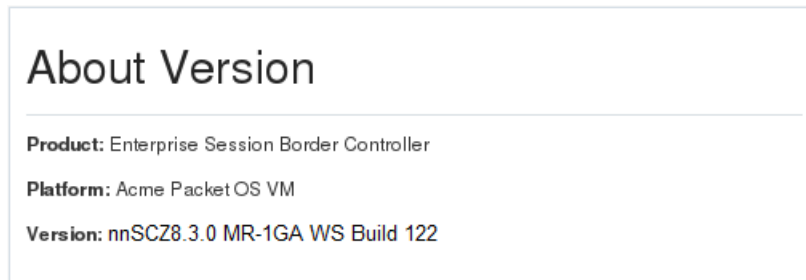 About Version
Product: Enterprise Session Border Controller
Platform: Acme Packet OS VM
Version: nnSCZ8.3.0 MR-1GA WS Build 122